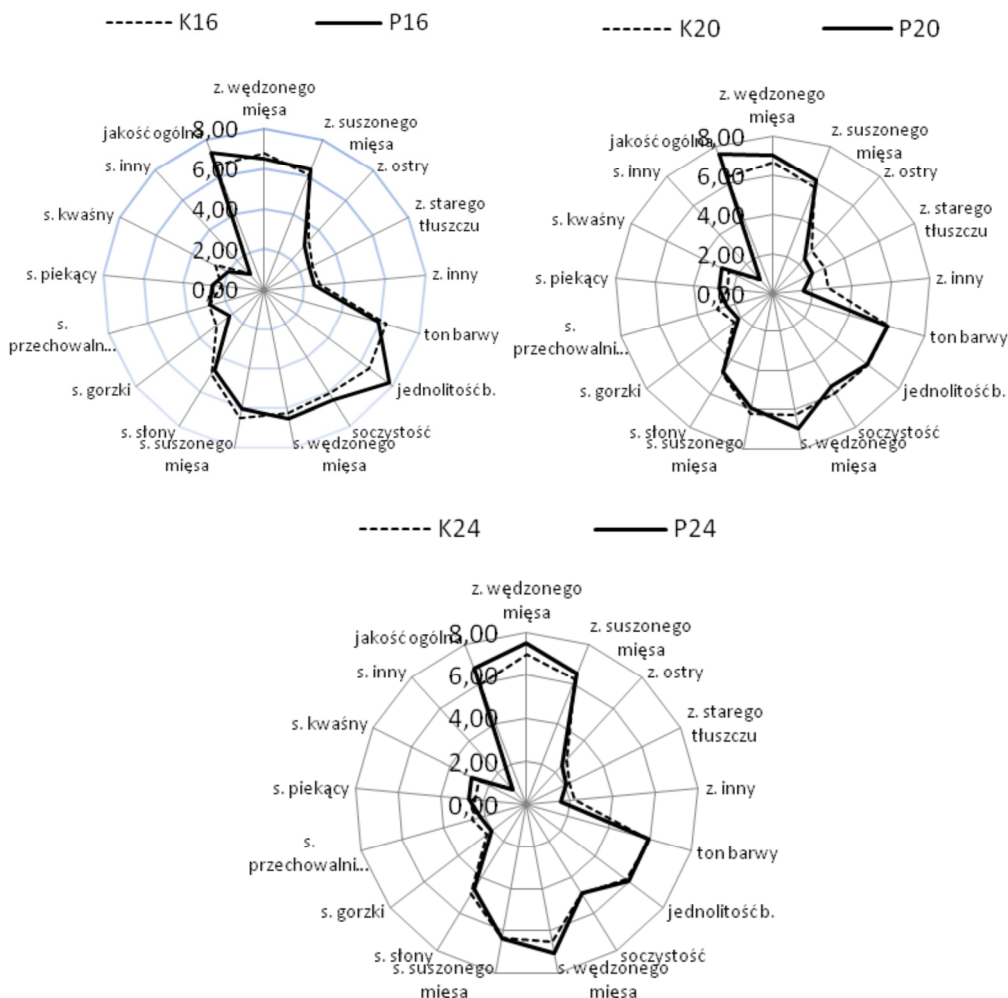 K16
P16
z. wędzonego
mięsa
z. suszonego
mięsa
z. ostry
z. starego
tłuszczu
z. inny
ton barwy
jednolitość b.
soczystość
s. wędzonego
mięsa
s. suszonego
mięsa
s. słony
s. gorzki
s.
przechowalni...
s. piekący
s. kwaśny
s. inny
jakość ogólna
8,00
6,00
4,00
2,00
0,00
K20
P20
z. wędzonego
mięsa
z. suszonego
mięsa
z. ostry
z. starego
tłuszczu
z. inny
ton barwy
jednolitość b.
soczystość
s. wędzonego
mięsa
s. suszonego
mięsa
s. słony
s. gorzki
s.
przechowalni...
s. piekący
s. kwaśny
s. inny
jakość ogólna
8,00
6,00
4,00
2,00
0,00
K24
P24
z. wędzonego
mięsa
z. suszonego
mięsa
z. ostry
z. starego
tłuszczu
z. inny
ton barwy
jednolitość b.
soczystość
s. wędzonego
mięsa
s. suszonego
mięsa
s. słony
s. gorzki
s.
przechowalni...
s. piekący
s. kwaśny
s. inny
jakość ogólna
8,00
6,00
4,00
2,00
0,00